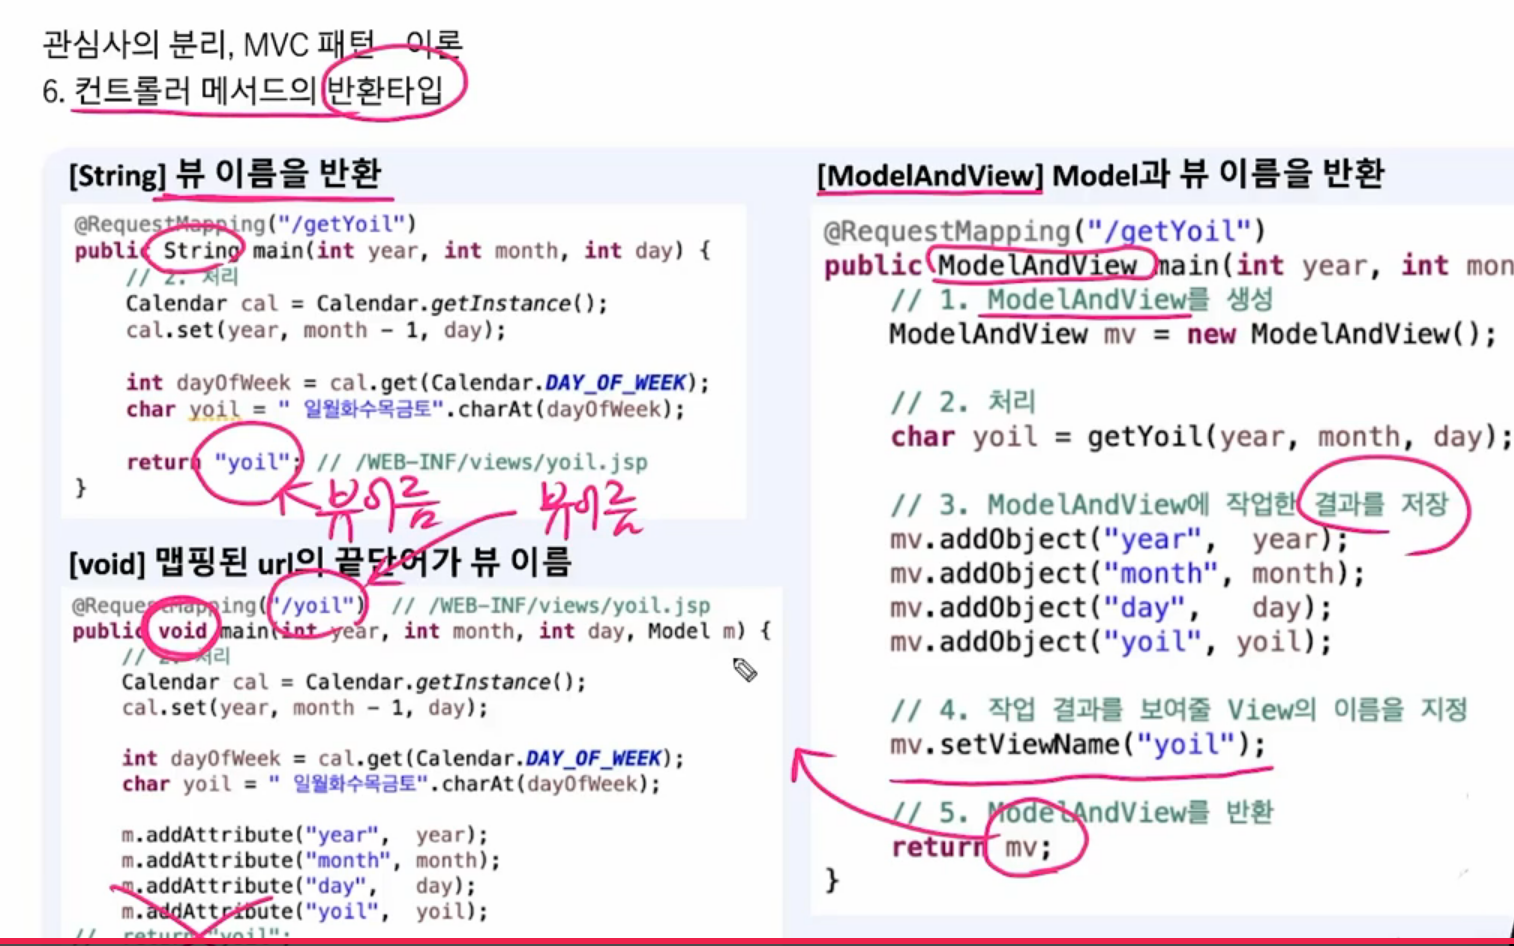 관심사의 분리, MVC 패턴 이론
6. 컨트롤러 메서드의 반환타입
[String] 뷰 이름을 반환
@RequestMapping("/getYoil")
public String main(int year, int month, int day) {
// 2. 처리
Calendar cal = Calendar.getInstance();
cal.set(year, month - 1, day);
int dayOfWeek = cal.get(Calendar.DAY_OF_WEEK);
char yoil = " 일월화수목금토".charAt(dayOfWeek);
return "yoil"; // /WEB-INF/views/yoil.jsp
}
뷰이름 뷰이름
[void] 맵핑된 url의 끝단어가 뷰 이름
@RequestMapping("/yoil") // /WEB-INF/views/yoil.jsp
public void main(int year, int month, int day, Model m) {
// 2. 처리
Calendar cal = Calendar.getInstance();
cal.set(year, month - 1, day);
int dayOfWeek = cal.get(Calendar.DAY_OF_WEEK);
char yoil = " 일월화수목금토".charAt(dayOfWeek);
m.addAttribute("year", year);
m.addAttribute("month", month);
m.addAttribute("day", day);
m.addAttribute("yoil", yoil);
// return "yoil";
[ModelAndView] Model과 뷰 이름을 반환
@RequestMapping("/getYoil")
public ModelAndView main(int year, int mon
// 1. ModelAndView를 생성
ModelAndView mv = new ModelAndView();
// 2. 처리
char yoil = getYoil(year, month, day);
// 3. ModelAndView에 작업한 결과를 저장
mv.addObject("year", year);
mv.addObject("month", month);
mv.addObject("day", day);
mv.addObject("yoil", yoil);
// 4. 작업 결과를 보여줄 View의 이름을 지정
mv.setViewName("yoil");
// 5. ModelAndView를 반환
return mv;
}